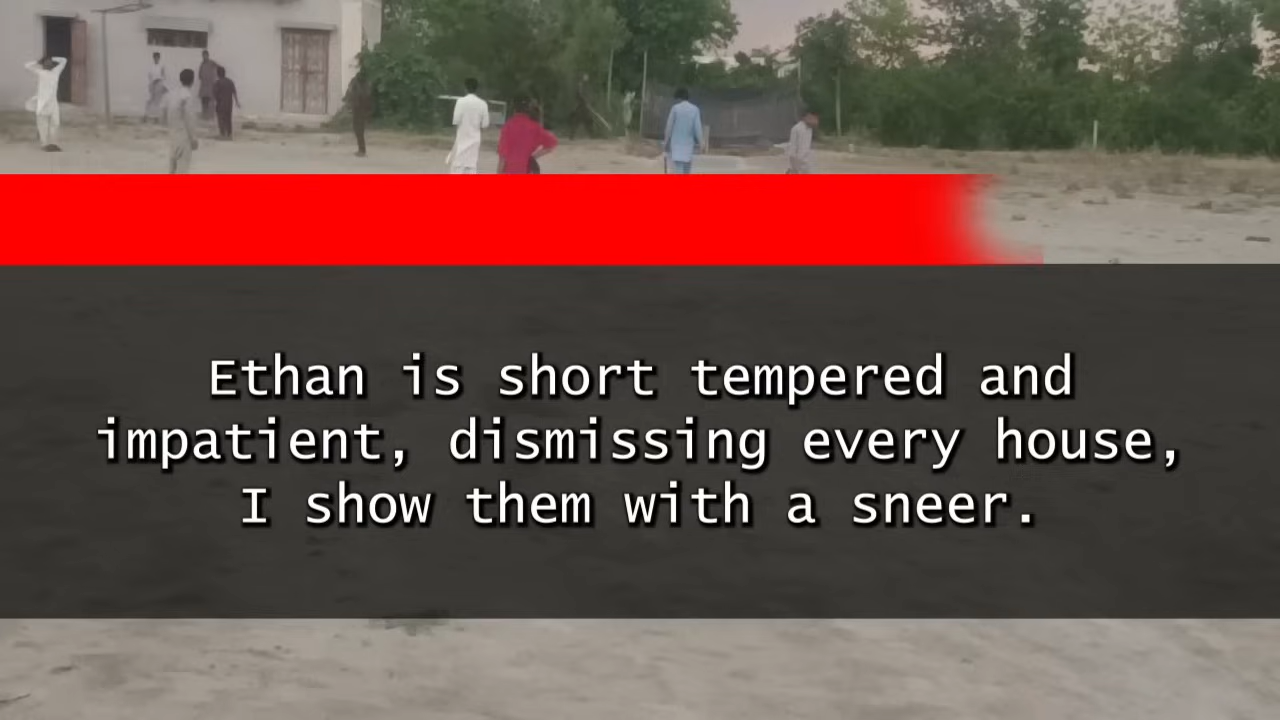 Ethan is short tempered and
impatient, dismissing every house,
I show them with a sneer.